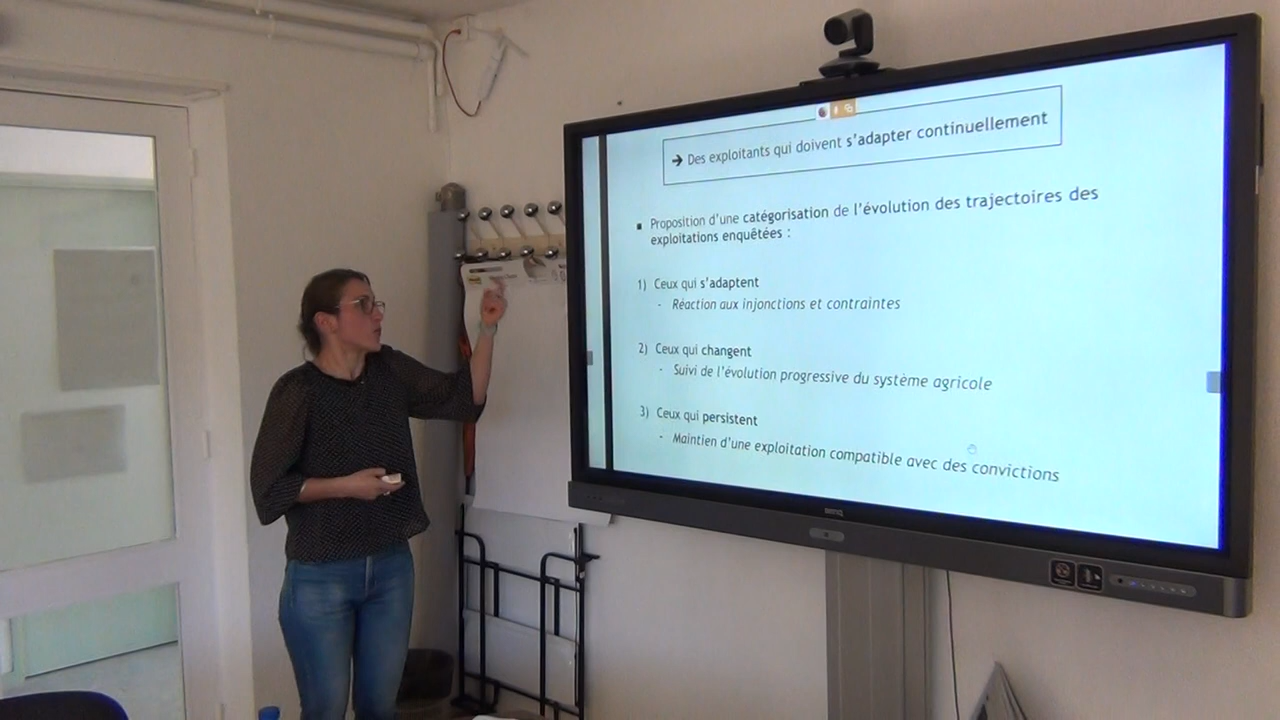 ➔ Des exploitants qui doivent s'adapter continuellement
▪ Proposition d'une catégorisation de l'évolution des trajectoires des
exploitations enquêtées :
1) Ceux qui s'adaptent
- Réaction aux injonctions et contraintes
2) Ceux qui changent
- Suivi de l'évolution progressive du système agricole
3) Ceux qui persistent
- Maintien d'une exploitation compatible avec des convictions
BenQ